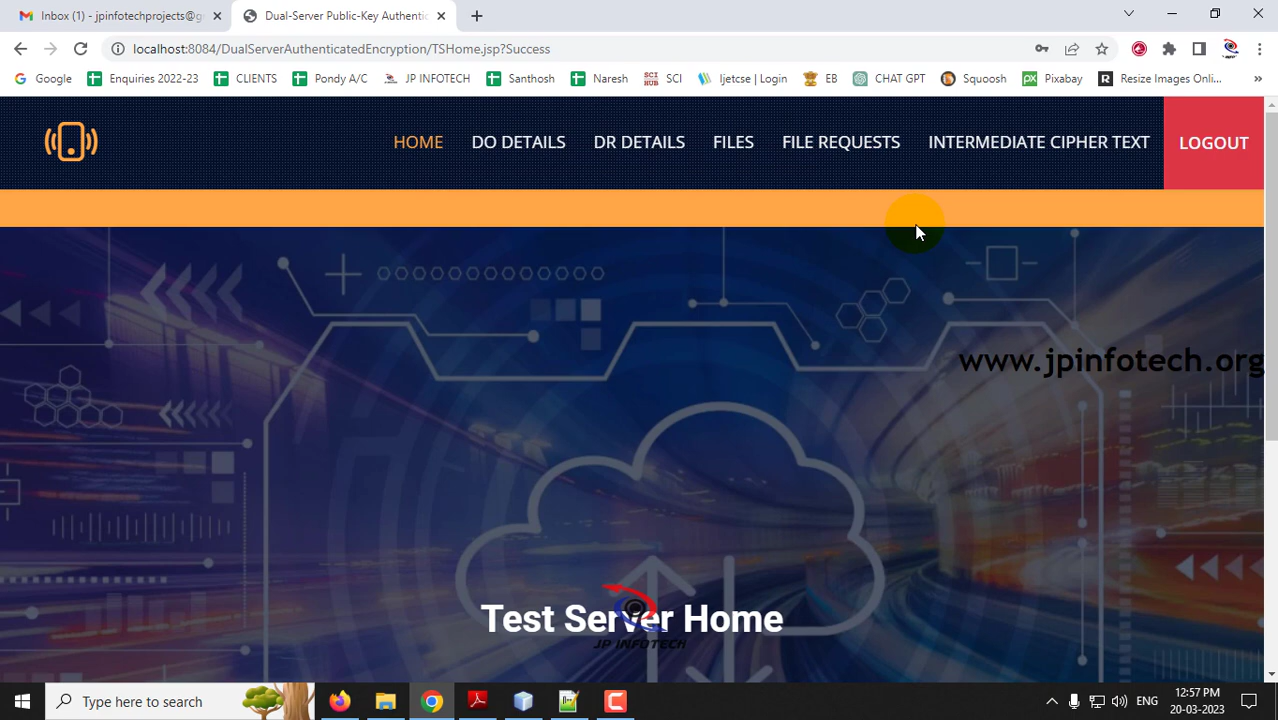 Inbox (1) - jpinfotechprojects@g
Dual-Server Public-Key Authentic
localhost:8084/DualServerAuthenticatedEncryption/TSHome.jsp?Success
Google
Enquiries 2022-23
CLIENTS
Pondy A/C
JP INFOTECH
Santhosh
Naresh
SCI HUB
SCI
Ijetcse | Login
EB
CHAT GPT
Squoosh
px
Pixabay
R
Resize Images Onli...
»
HOME
DO DETAILS
DR DETAILS
FILES
FILE REQUESTS
INTERMEDIATE CIPHER TEXT
LOGOUT
www.jpinfotech.org
Test Server Home
JP INFOTECH
Type here to search
ENG
12:57 PM
20-03-2023